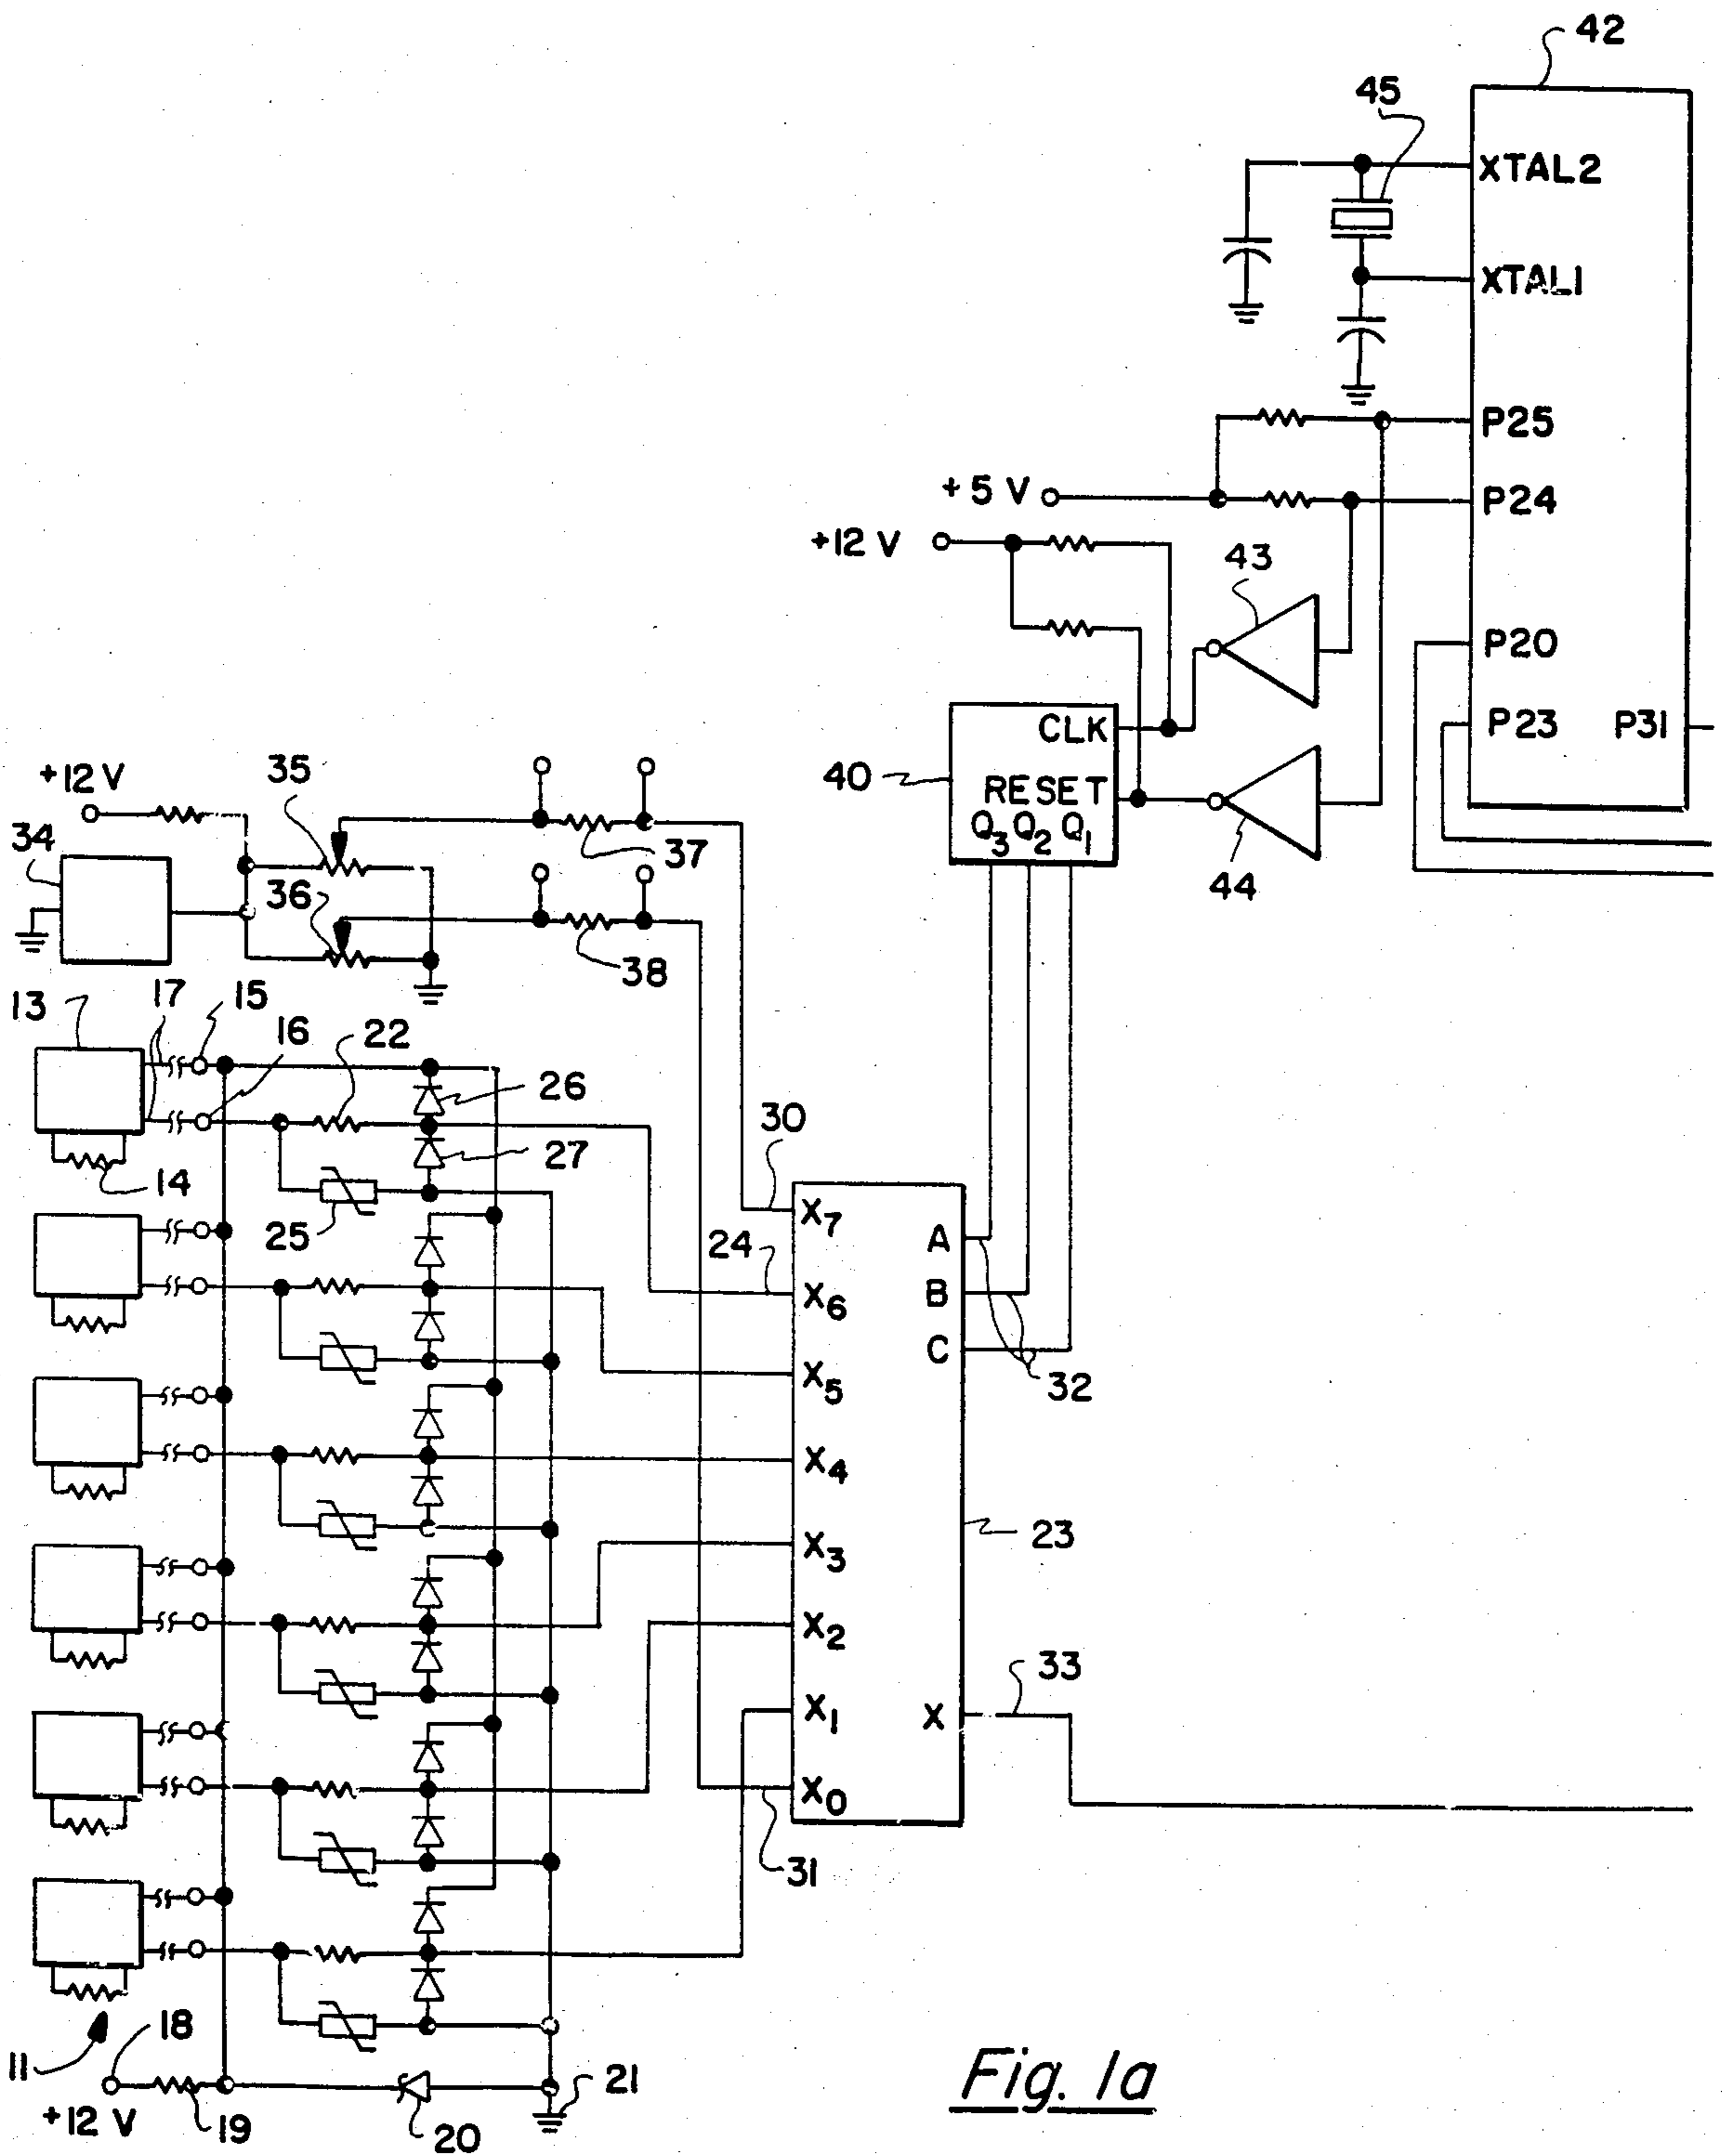 42
45
XTAL2
XTAL1
P25
+5 V
P24
+12 V
43
P20
CLK
P23 P31
+12 V
35
40
RESET
Q3 Q2 Q1
34
37
44
36
38
13
17
15
16
22
26
30
27
14
X7
25
24
A
X6
B
C
X5
32
X4
23
X3
X2
33
X1
X
X0
31
18
11
21
+12 V
19
20
Fig. 1a